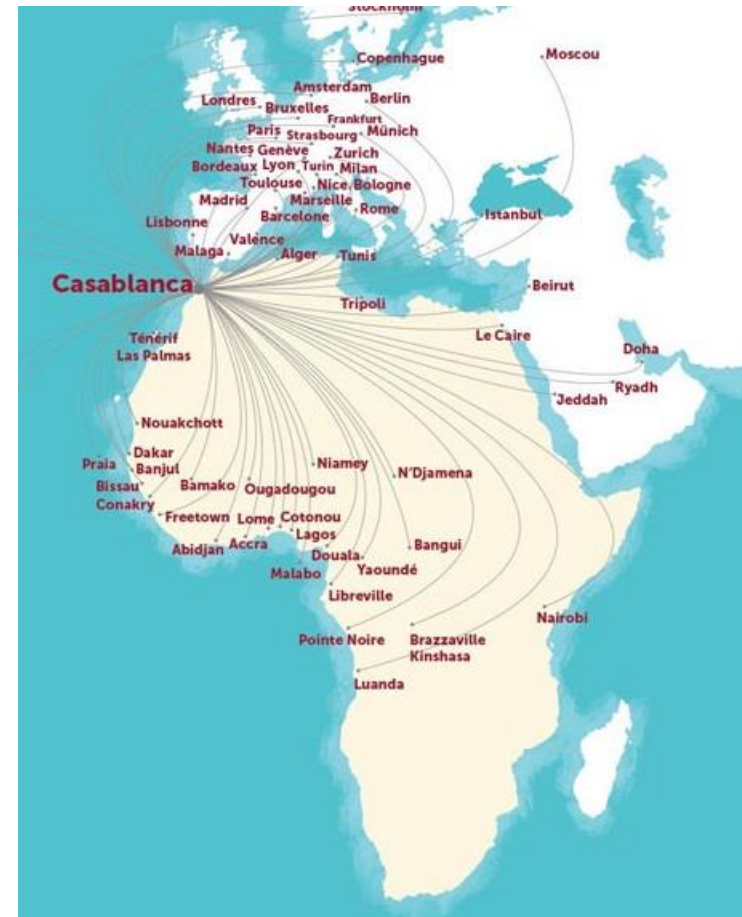 Stockholm
Copenhague
Moscou
Amsterdam
Berlin
Londres
Bruxelles
Frankfurt
Paris
Strasbourg
Münich
Nantes
Genève
Zurich
Bordeaux
Lyon
Turin
Milan
Toulouse
Nice
Bologne
Madrid
Marseille
Barcelone
Rome
Istanbul
Lisbonne
Valence
Malaga
Alger
Tunis
Casablanca
Beirut
Tripoli
Ténérif
Le Caire
Las Palmas
Doha
Ryadh
Jeddah
Nouakchott
Dakar
Praia
Banjul
Niamey
N'Djamena
Bissau
Bamako
Ougadougou
Conakry
Freetown
Lome
Cotonou
Lagos
Abidjan
Accra
Douala
Bangui
Malabo
Yaoundé
Libreville
Nairobi
Pointe Noire
Brazzaville
Kinshasa
Luanda